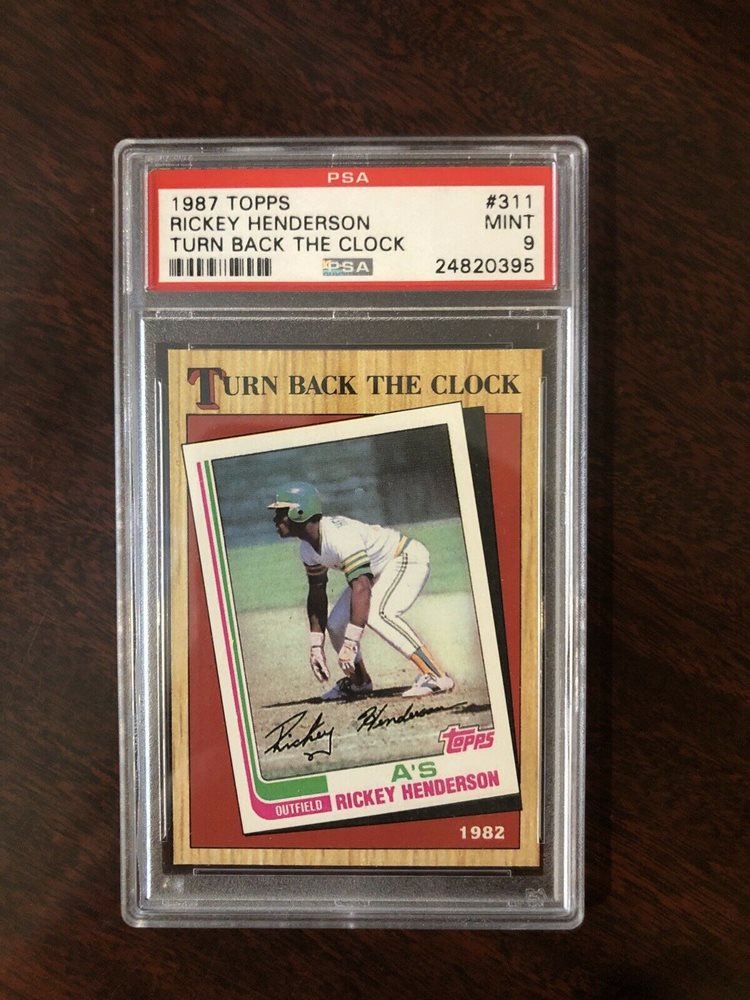 PSA
1987 TOPPS #311
RICKEY HENDERSON MINT
TURN BACK THE CLOCK 9
PSA 24820395
TURN BACK THE CLOCK
Rickey Henderson
topps
A'S
OUTFIELD RICKEY HENDERSON
1982